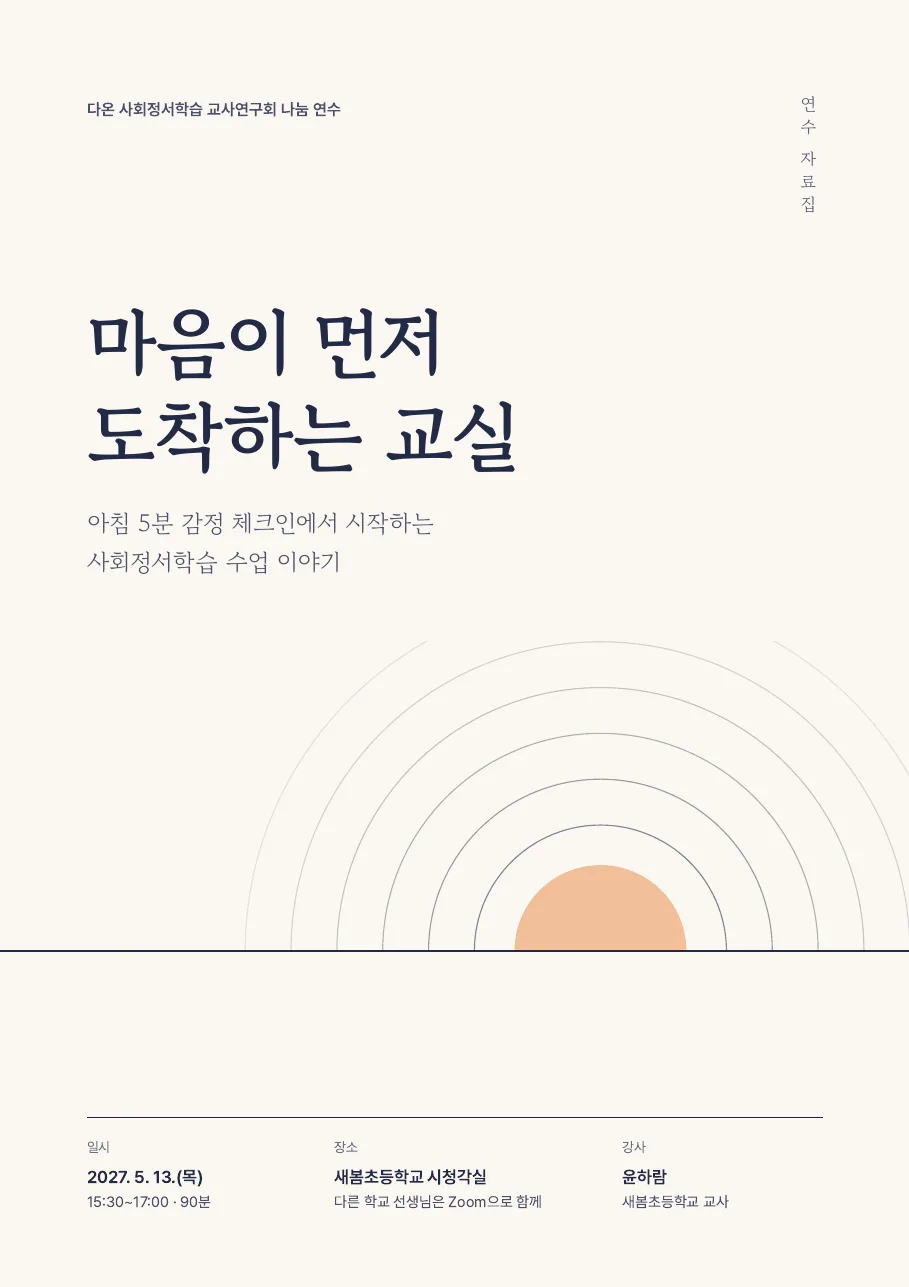 다온 사회정서학습 교사연구회 나눔 연수
연수 자료집
마음이 먼저
도착하는 교실
아침 5분 감정 체크인에서 시작하는
사회정서학습 수업 이야기
일시
2027. 5. 13.(목)
15:30~17:00 · 90분
장소
새봄초등학교 시청각실
다른 학교 선생님은 Zoom으로 함께
강사
윤하람
새봄초등학교 교사